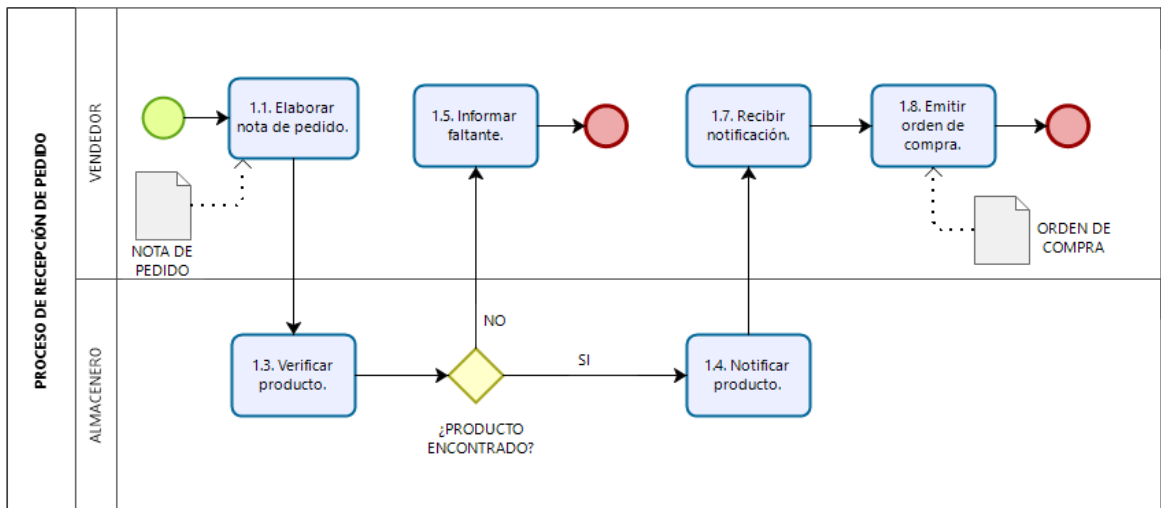 PROCESO DE RECEPCIÓN DE PEDIDO
VENDEDOR
1.1. Elaborar
nota de pedido.
NOTA DE
PEDIDO
1.5. Informar
faltante.
1.7. Recibir
notificación.
1.8. Emitir
orden de
compra.
ORDEN DE
COMPRA
ALMACENERO
1.3. Verificar
producto.
NO
¿PRODUCTO
ENCONTRADO?
SI
1.4. Notificar
producto.